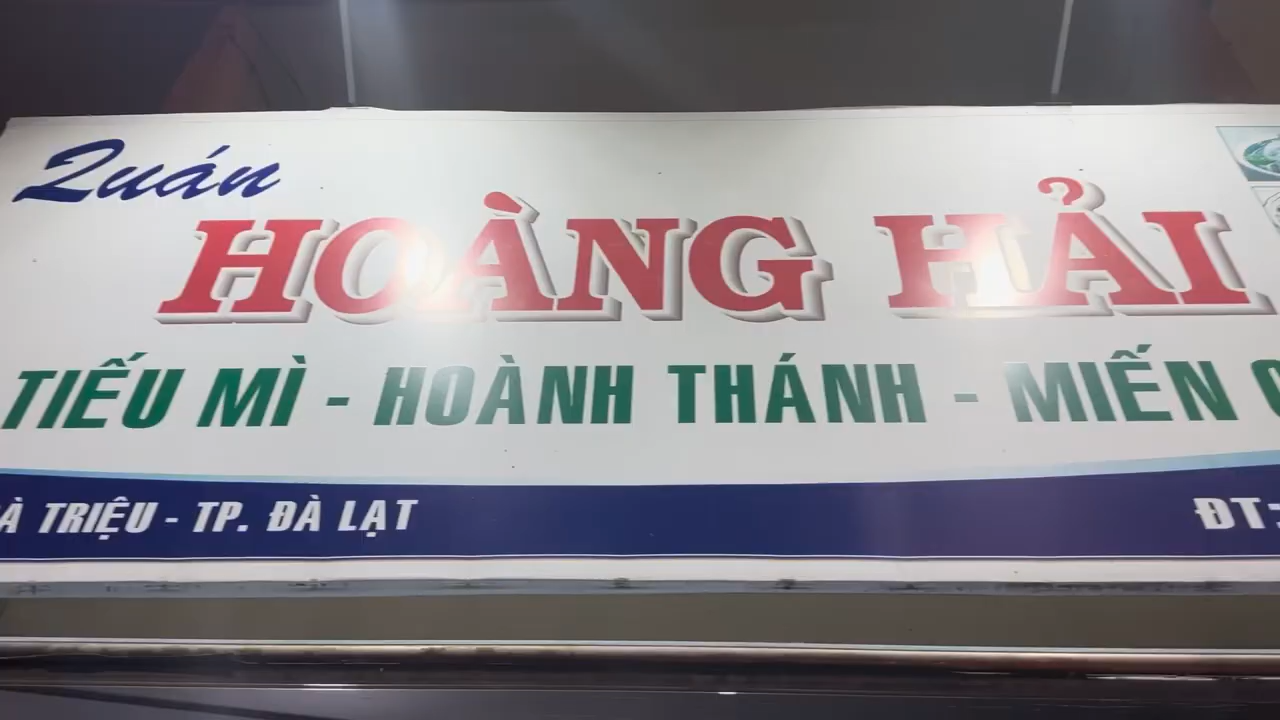 Quán
HOÀNG HẢI
TIẾU MÌ - HOÀNH THÁNH - MIẾN
À TRIỆU - TP. ĐÀ LẠT
ĐT: